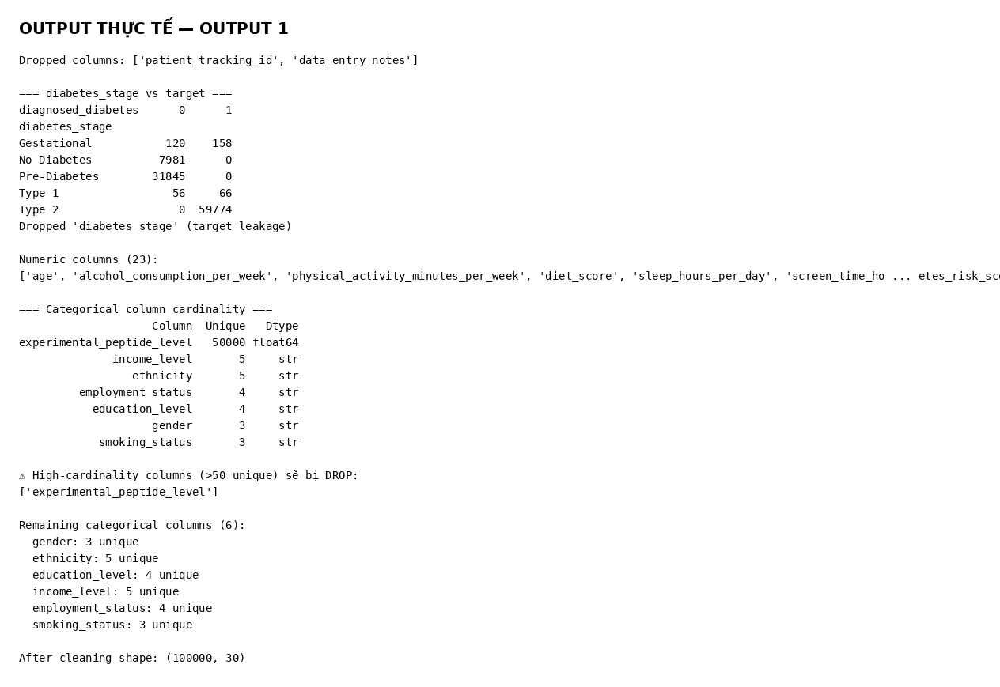 OUTPUT THỰC TẾ — OUTPUT 1
Dropped columns: ['patient_tracking_id', 'data_entry_notes']
=== diabetes_stage vs target ===
diagnosed_diabetes      0      1
diabetes_stage
Gestational           120    158
No Diabetes          7981      0
Pre-Diabetes        31845      0
Type 1                 56     66
Type 2                  0  59774
Dropped 'diabetes_stage' (target leakage)
Numeric columns (23):
['age', 'alcohol_consumption_per_week', 'physical_activity_minutes_per_week', 'diet_score', 'sleep_hours_per_day', 'screen_time_ho ... etes_risk_sco
=== Categorical column cardinality ===
Column  Unique   Dtype
experimental_peptide_level   50000 float64
income_level       5     str
ethnicity       5     str
employment_status       4     str
education_level       4     str
gender       3     str
smoking_status       3     str
⚠ High-cardinality columns (>50 unique) sẽ bị DROP:
['experimental_peptide_level']
Remaining categorical columns (6):
gender: 3 unique
ethnicity: 5 unique
education_level: 4 unique
income_level: 5 unique
employment_status: 4 unique
smoking_status: 3 unique
After cleaning shape: (100000, 30)